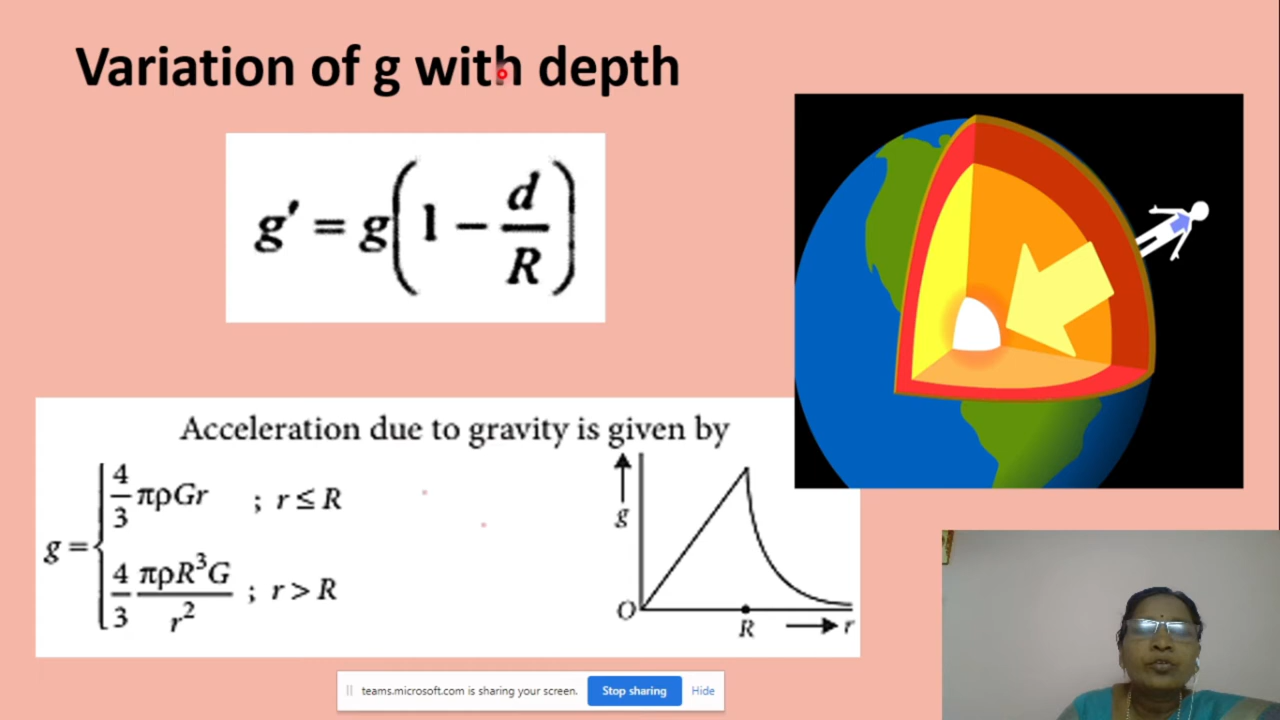 Variation of g with depth
g′ = g(1 − d/R)
Acceleration due to gravity is given by
g = { 4/3 πρGr ; r ≤ R
4/3 πρR³G/r² ; r > R
g
O
R
r
teams.microsoft.com is sharing your screen. Stop sharing Hide